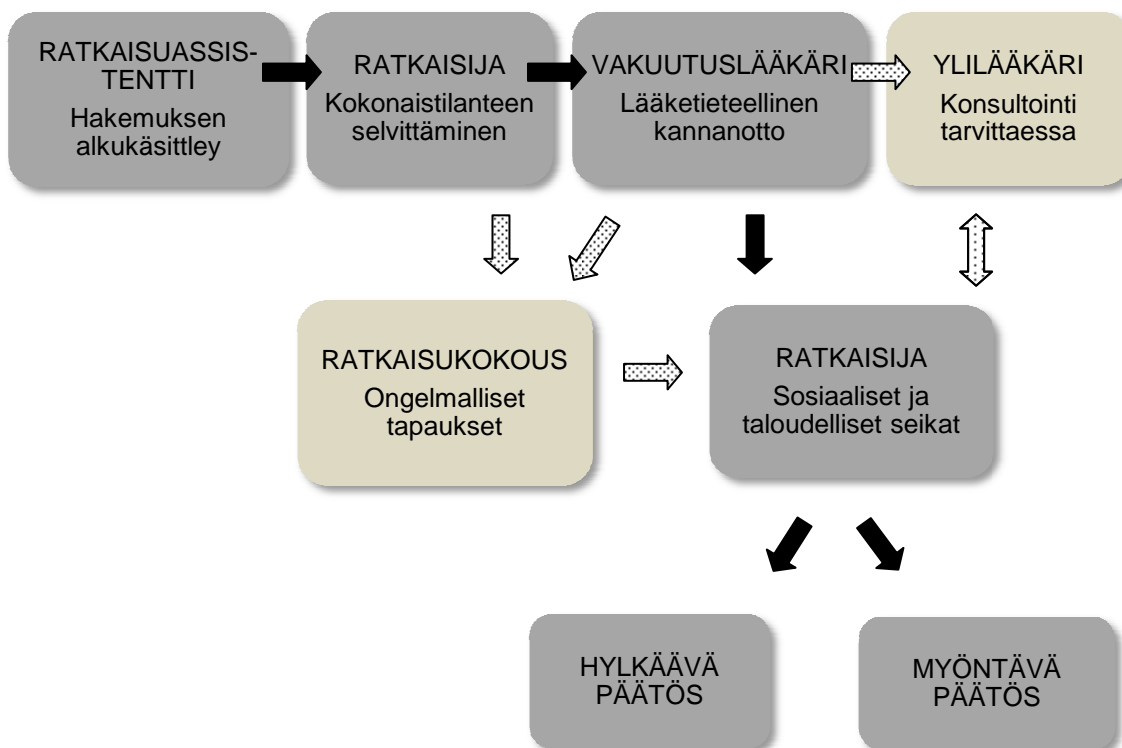 RATKAISUASSIS-
TENTTI
Hakemuksen
alkukäsittley
RATKAISIJA
Kokonaistilanteen
selvittäminen
VAKUUTUSLÄÄKÄRI
Lääketieteellinen
kannanotto
YLILÄÄKÄRI
Konsultointi
tarvittaessa
RATKAISUKOKOUS
Ongelmalliset
tapaukset
RATKAISIJA
Sosiaaliset ja
taloudelliset seikat
HYLKÄÄVÄ
PÄÄTÖS
MYÖNTÄVÄ
PÄÄTÖS